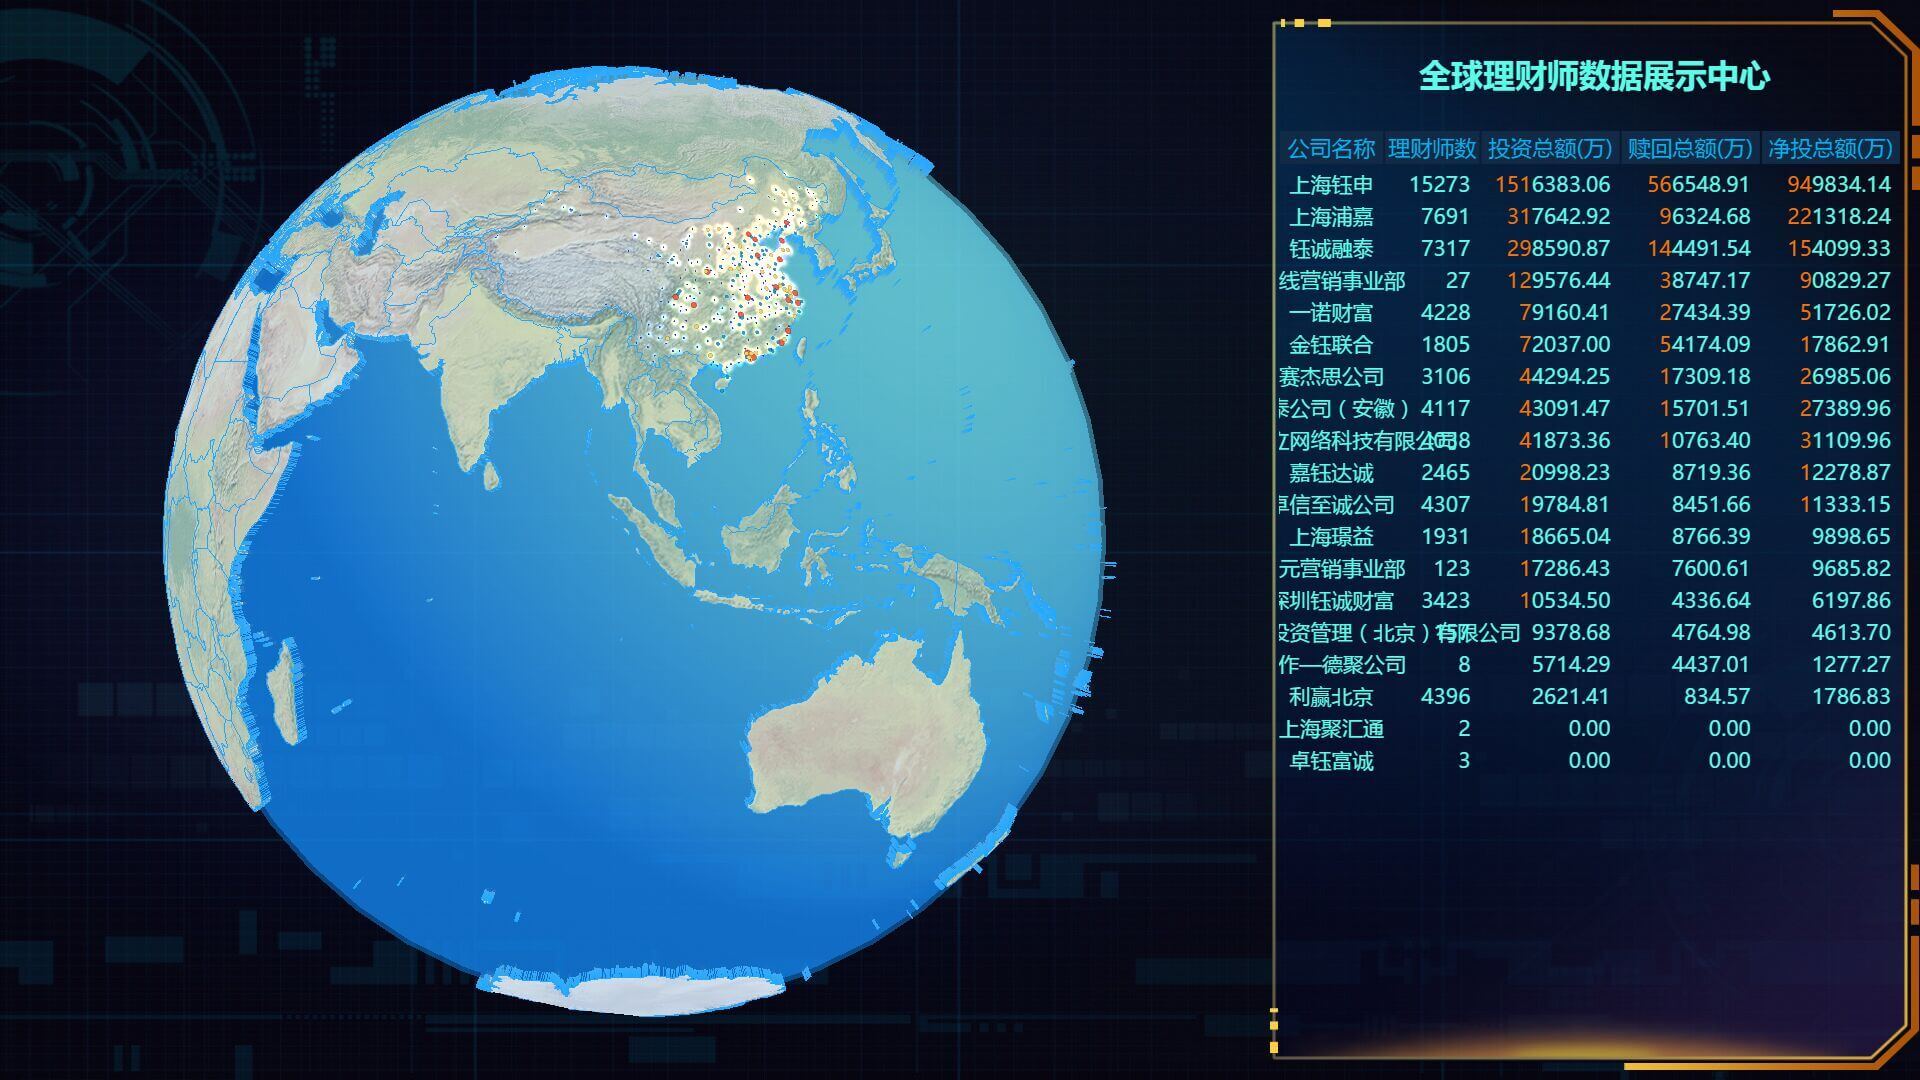 全球理财师数据展示中心
公司名称 理财师数 投资总额(万) 赎回总额(万) 净投总额(万)
上海钰申 15273 1516383.06 566548.91 949834.14
上海浦嘉 7691 317642.92 96324.68 221318.24
钰诚融泰 7317 298590.87 144491.54 154099.33
线营销事业部 27 129576.44 38747.17 90829.27
一诺财富 4228 79160.41 27434.39 51726.02
金钰联合 1805 72037.00 54174.09 17862.91
赛杰思公司 3106 44294.25 17309.18 26985.06
泰公司（安徽） 4117 43091.47 15701.51 27389.96
网络科技有限公司 41873.36 10763.40 31109.96
嘉钰达诚 2465 20998.23 8719.36 12278.87
信至诚公司 4307 19784.81 8451.66 11333.15
上海璟益 1931 18665.04 8766.39 9898.65
元营销事业部 123 17286.43 7600.61 9685.82
深圳钰诚财富 3423 10534.50 4336.64 6197.86
投资管理（北京）有限公司 9378.68 4764.98 4613.70
作—德聚公司 8 5714.29 4437.01 1277.27
利赢北京 4396 2621.41 834.57 1786.83
上海聚汇通 2 0.00 0.00 0.00
卓钰富诚 3 0.00 0.00 0.00